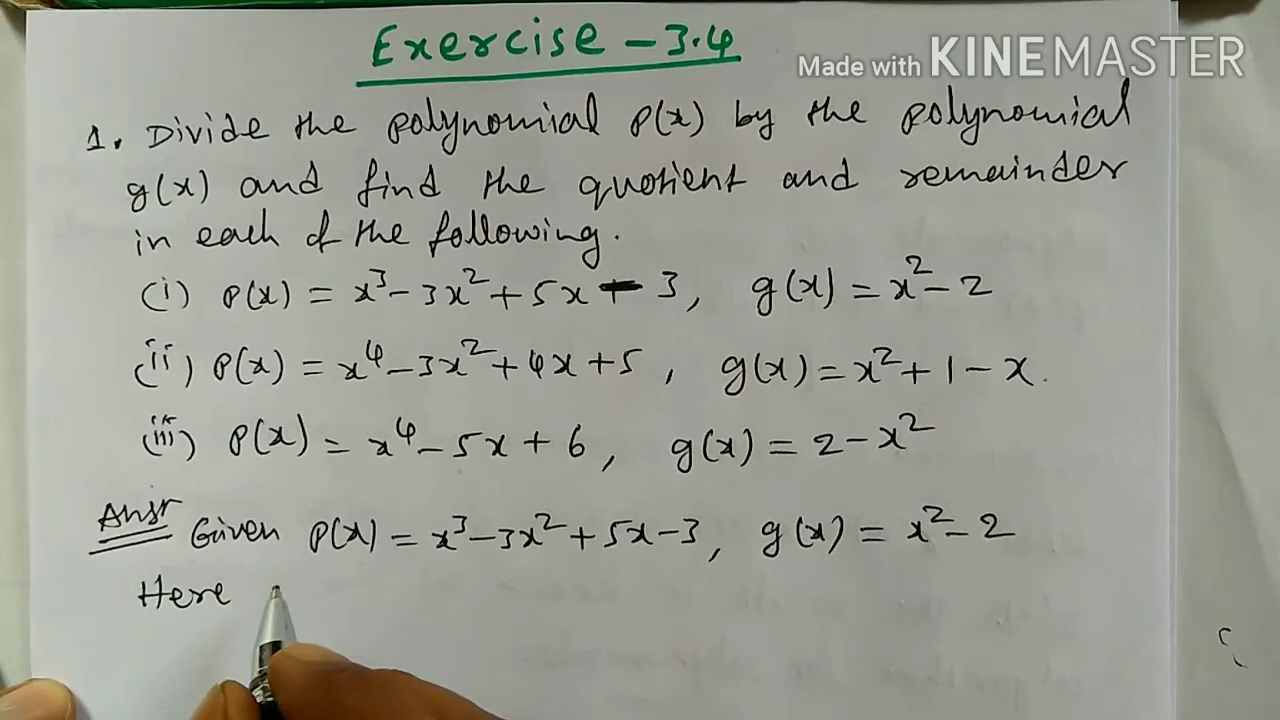 Exercise - 3.4
Made with KINEMASTER
1. Divide the polynomial P(x) by the polynomial
g(x) and find the quotient and remainder
in each of the following.
(i) P(x) = x³ - 3x² + 5x - 3, g(x) = x² - 2
(ii) P(x) = x⁴ - 3x² + 4x + 5, g(x) = x² + 1 - x.
(iii) P(x) = x⁴ - 5x + 6, g(x) = 2 - x²
Ansr Given P(x) = x³ - 3x² + 5x - 3, g(x) = x² - 2
Here